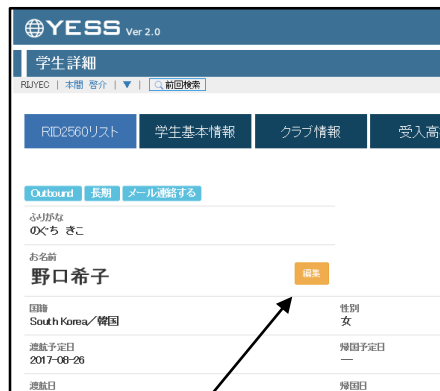 YESS Ver 2.0
学生詳細
RIJYEC | 本間 啓介 | ▼ | 前回検索
RID2560リスト 学生基本情報 クラブ情報 受入高
Outbound 長期 メール連絡する
ふりがな
のぐち きこ
お名前
野口希子 編集
国籍 性別
South Korea／韓国 女
渡航予定日 帰国予定日
2017-08-26 —
渡航日 帰国日